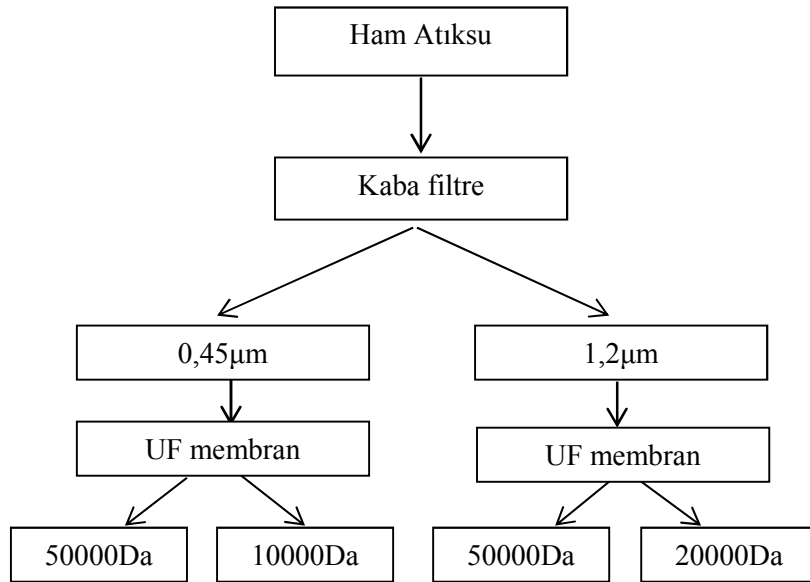 Ham Atıksu
Kaba filtre
0,45µm
1,2µm
UF membran
UF membran
50000Da
10000Da
50000Da
20000Da